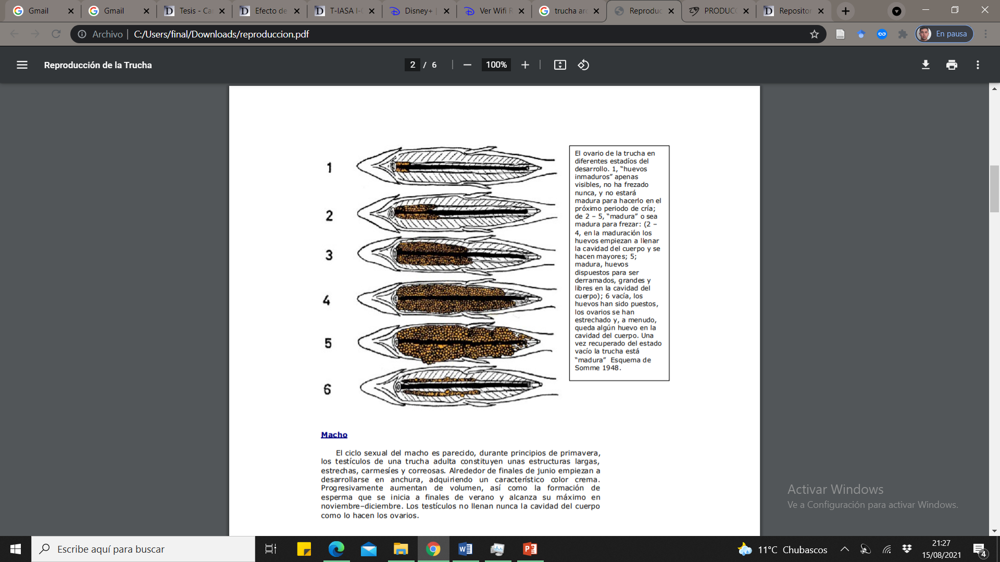 Gmail
Gmail
Tesis - Ca
Efecto de
T-IASA I-
Disney+ |
Ver Wifi R
trucha arc
Reproduc
PRODUCC
Repositor
Archivo
C:/Users/final/Downloads/reproduccion.pdf
En pausa
Reproducción de la Trucha
2 / 6
100%
1
2
3
4
5
6
El ovario de la trucha en
diferentes estadíos del
desarrollo. 1, “huevos
inmaduros” apenas
visibles, no ha frezado
nunca, y no estará
madura para hacerlo en el
próximo periodo de cría;
de 2 – 5, “madura” o sea
madura para frezar: (2 –
4, en la maduración los
huevos empiezan a llenar
la cavidad del cuerpo y se
hacen mayores; 5;
madura, huevos
dispuestos para ser
derramados, grandes y
libres en la cavidad del
cuerpo); 6 vacía, los
huevos han sido puestos,
los ovarios se han
estrechado y, a menudo,
queda algún huevo en la
cavidad del cuerpo. Una
vez recuperado del estado
vacío la trucha está
“madura” Esquema de
Somme 1948.
Macho
El ciclo sexual del macho es parecido, durante principios de primavera,
los testículos de una trucha adulta constituyen unas estructuras largas,
estrechas, carmesíes y correosas. Alrededor de finales de junio empiezan a
desarrollarse en anchura, adquiriendo un característico color crema.
Progresivamente aumentan de volumen, así como la formación de
esperma que se inicia a finales de verano y alcanza su máximo en
noviembre–diciembre. Los testículos no llenan nunca la cavidad del cuerpo
como lo hacen los ovarios.
Activar Windows
Ve a Configuración para activar Windows.
Escribe aquí para buscar
11°C Chubascos
21:27
15/08/2021
4